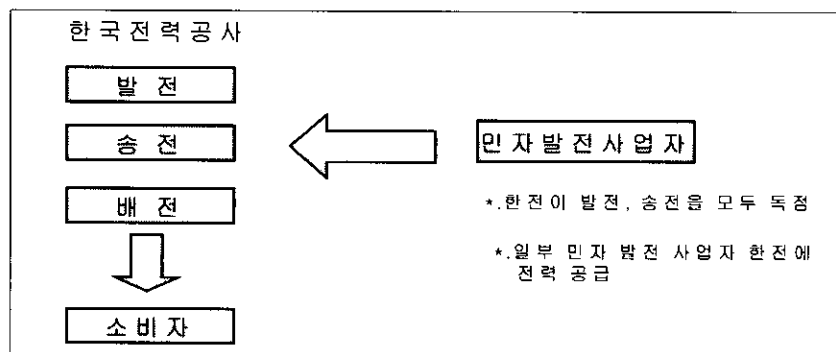 한국전력공사
발 전
송 전
민자발전사업자
배 전
*.한전이 발전, 송전을 모두 독점
*.일부 민자 발전 사업자 한전에
전력 공급
소비자